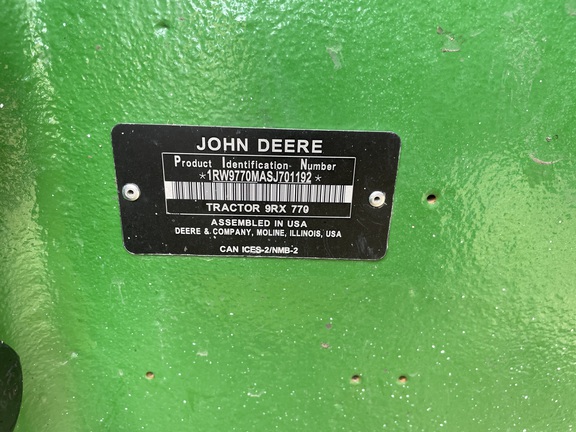 JOHN DEERE
Product Identification Number
*1RW9770MASJ701192*
TRACTOR 9RX 770
ASSEMBLED IN USA
DEERE & COMPANY, MOLINE, ILLINOIS, USA
CAN ICES-2/NMB-2